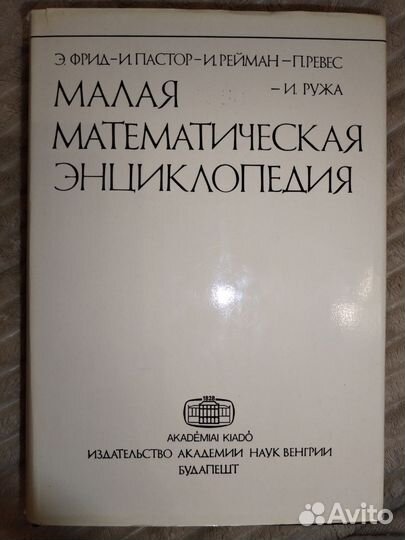 Э. ФРИД-И. ПАСТОР-И. РЕЙМАН-П. РЕВЕС
-И. РУЖА
МАЛАЯ
МАТЕМАТИЧЕСКАЯ
ЭНЦИКЛОПЕДИЯ
1828
AKADÉMIAI KIADÓ
ИЗДАТЕЛЬСТВО АКАДЕМИИ НАУК ВЕНГРИИ
БУДАПЕШТ
Avito